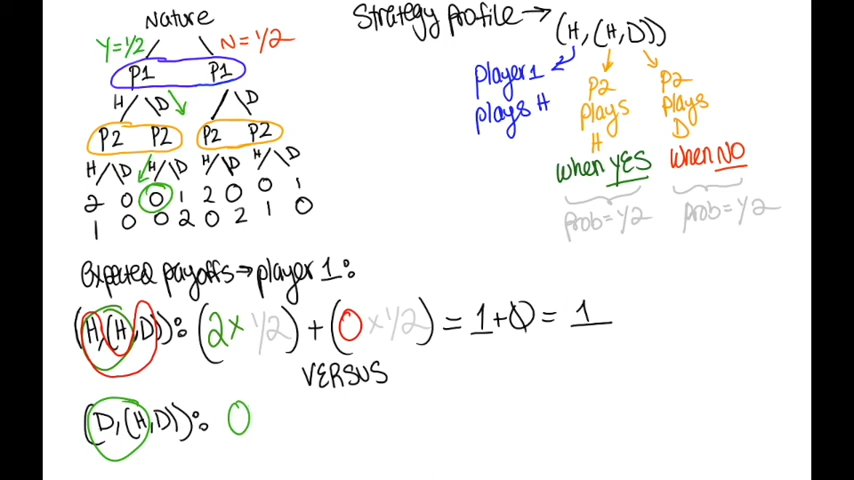 Nature
Y=1/2 N=1/2
P1 P1
H D D
P2 P2 P2 P2
H D H D H D H D
2 0 0 1 2 0 0 1
1 0 0 2 0 2 1 0
Strategy profile → (H, (H,D))
player 1
plays H
P2
plays
H
when YES
prob=1/2
P2
plays
D
when NO
prob=1/2
Expected payoffs → player 1:
(H,(H,D)): (2 x 1/2) + (0 x 1/2) = 1+0 = 1
VERSUS
(D,(H,D)): 0